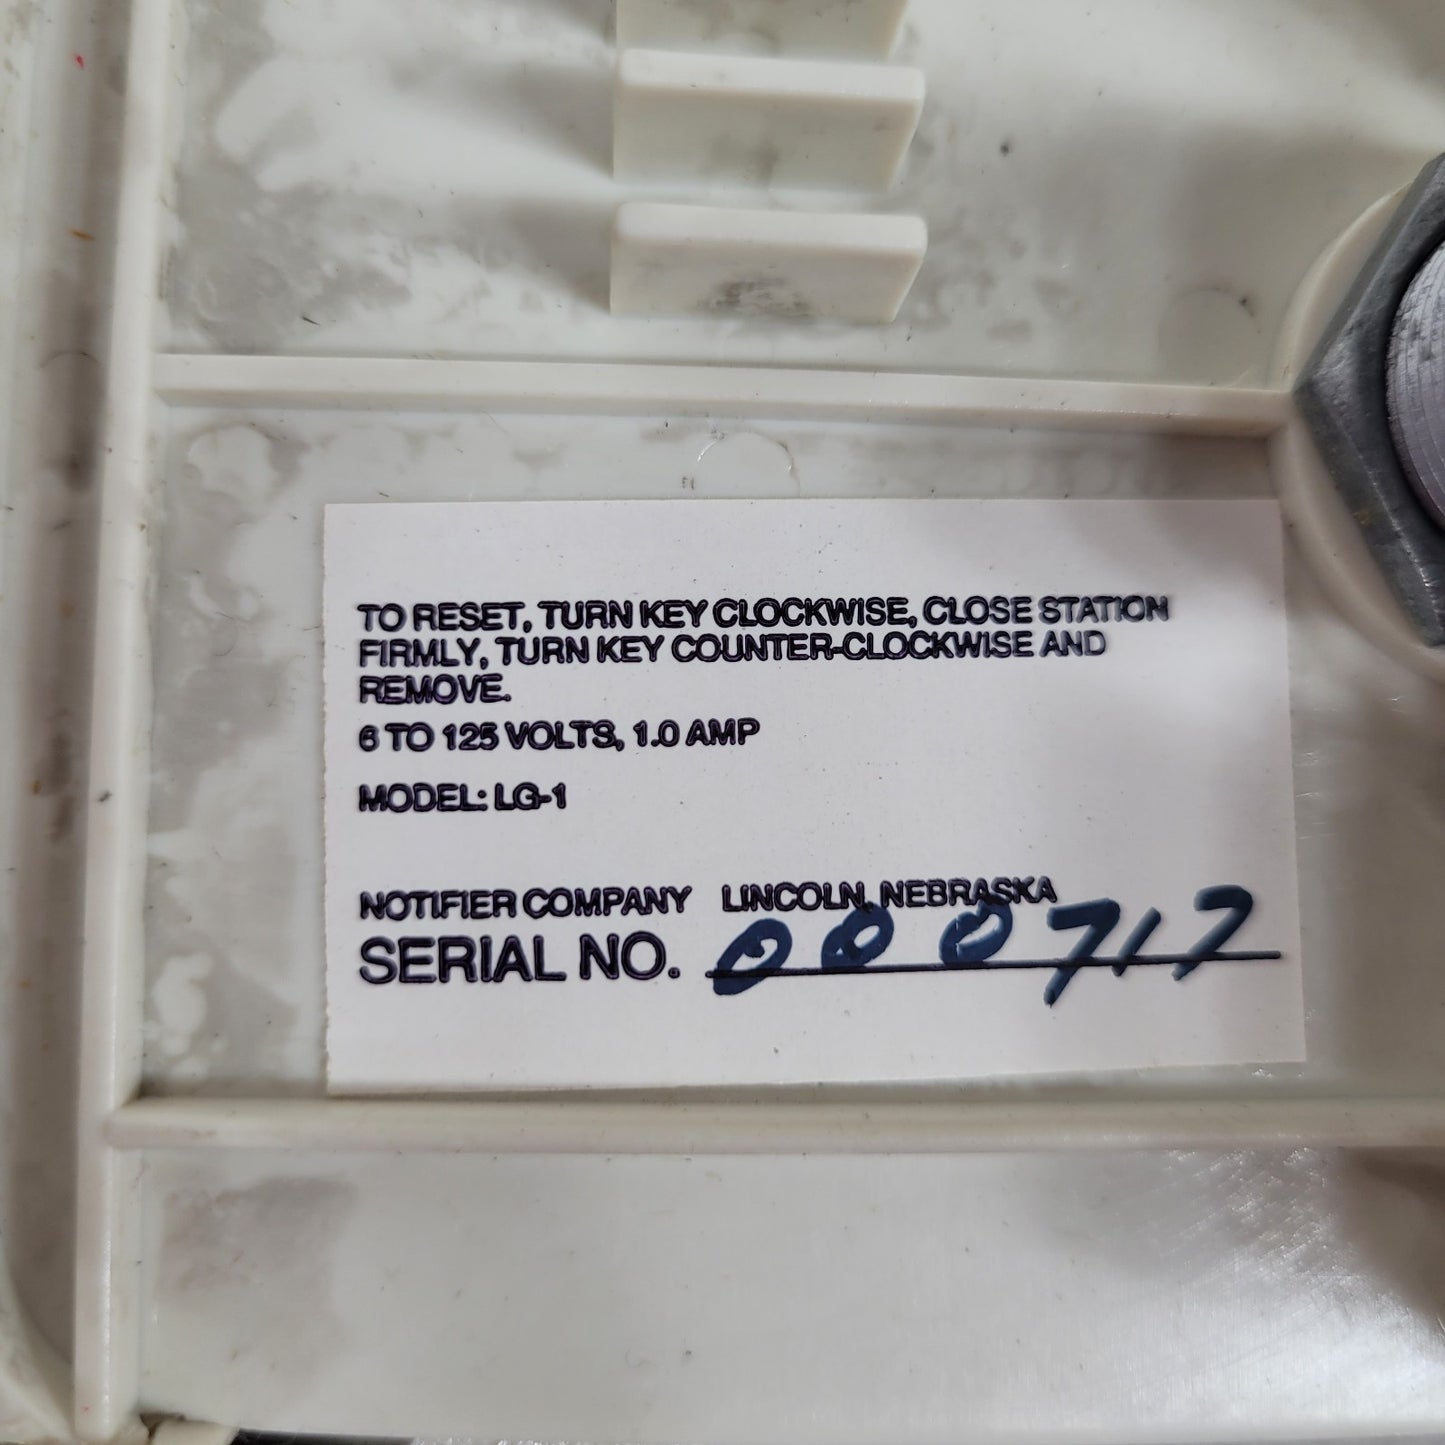 TO RESET, TURN KEY CLOCKWISE, CLOSE STATION
FIRMLY, TURN KEY COUNTER-CLOCKWISE AND
REMOVE.
6 TO 125 VOLTS, 1.0 AMP
MODEL: LG-1
NOTIFIER COMPANY LINCOLN, NEBRASKA
SERIAL NO. 000717